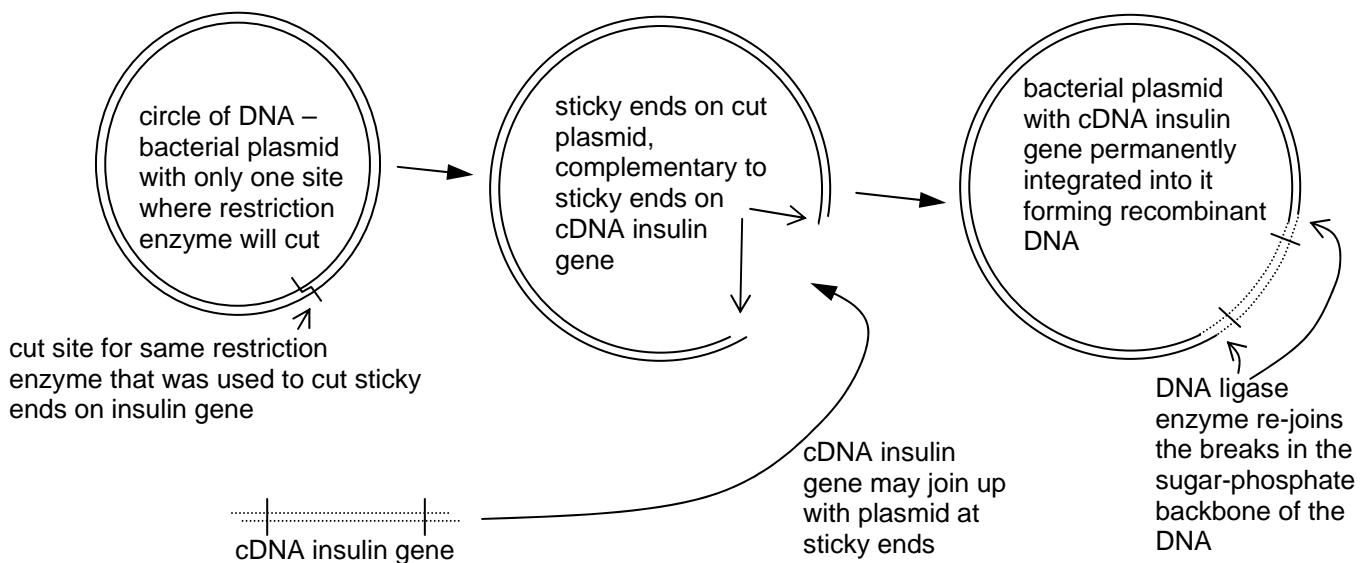 circle of DNA –
bacterial plasmid
with only one site
where restriction
enzyme will cut
cut site for same restriction
enzyme that was used to cut sticky
ends on insulin gene
sticky ends on cut
plasmid,
complementary to
sticky ends on
cDNA insulin
gene
bacterial plasmid
with cDNA insulin
gene permanently
integrated into it
forming recombinant
DNA
cDNA insulin gene
cDNA insulin
gene may join up
with plasmid at
sticky ends
DNA ligase
enzyme re-joins
the breaks in the
sugar-phosphate
backbone of the
DNA